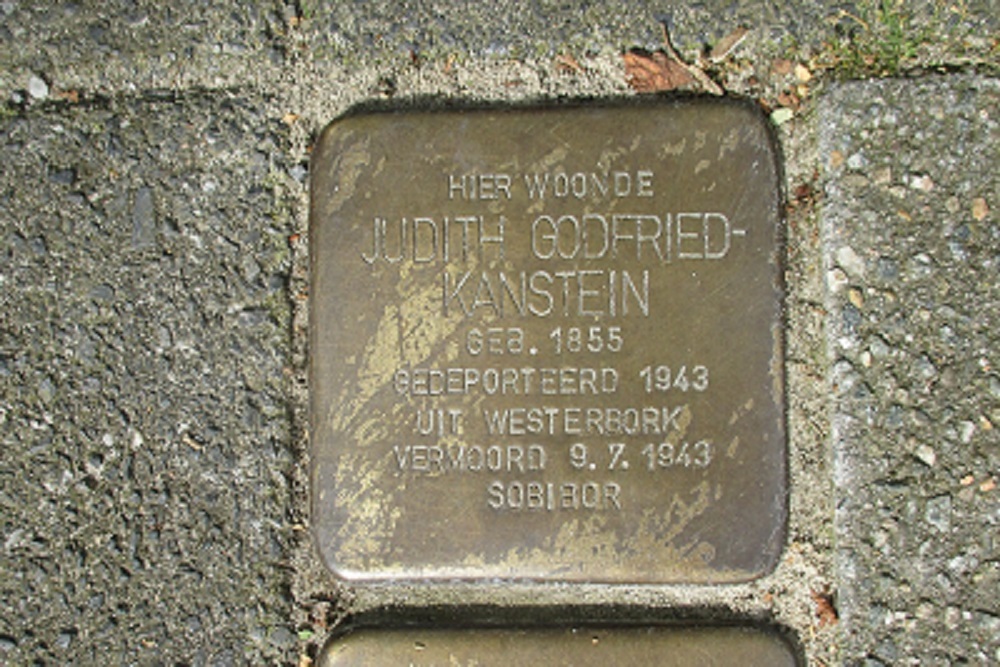 HIER WOONDE
JUDITH GODFRIED-
KANSTEIN
GEB. 1855
GEDEPORTEERD 1943
UIT WESTERBORK
VERMOORD 9.7.1943
SOBIBOR